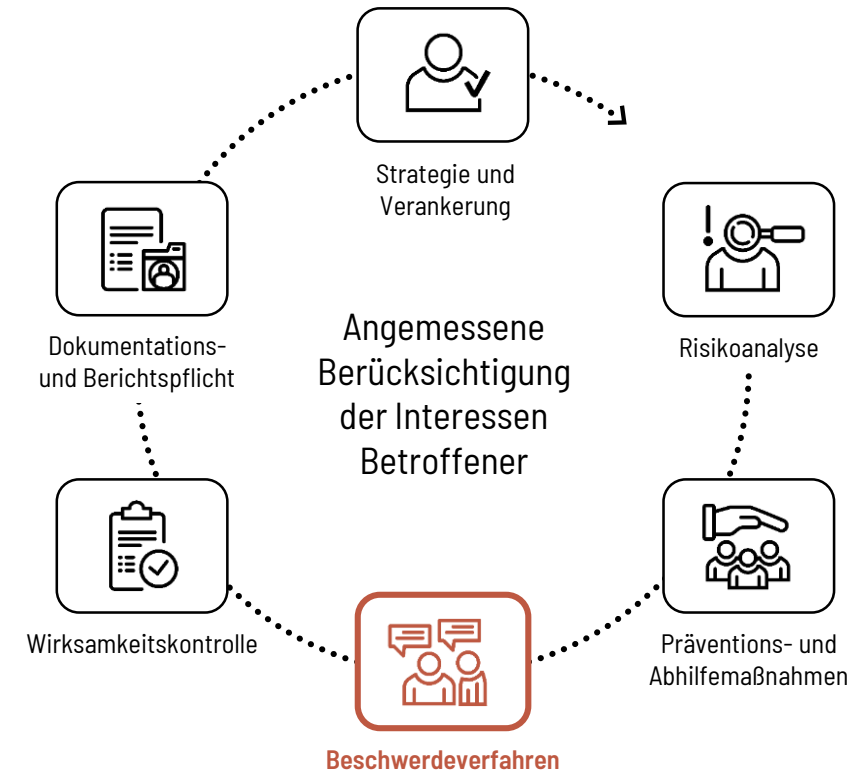 Strategie und
Verankerung
Risikoanalyse
Präventions- und
Abhilfemaßnahmen
Beschwerdeverfahren
Wirksamkeitskontrolle
Dokumentations-
und Berichtspflicht
Angemessene
Berücksichtigung
der Interessen
Betroffener